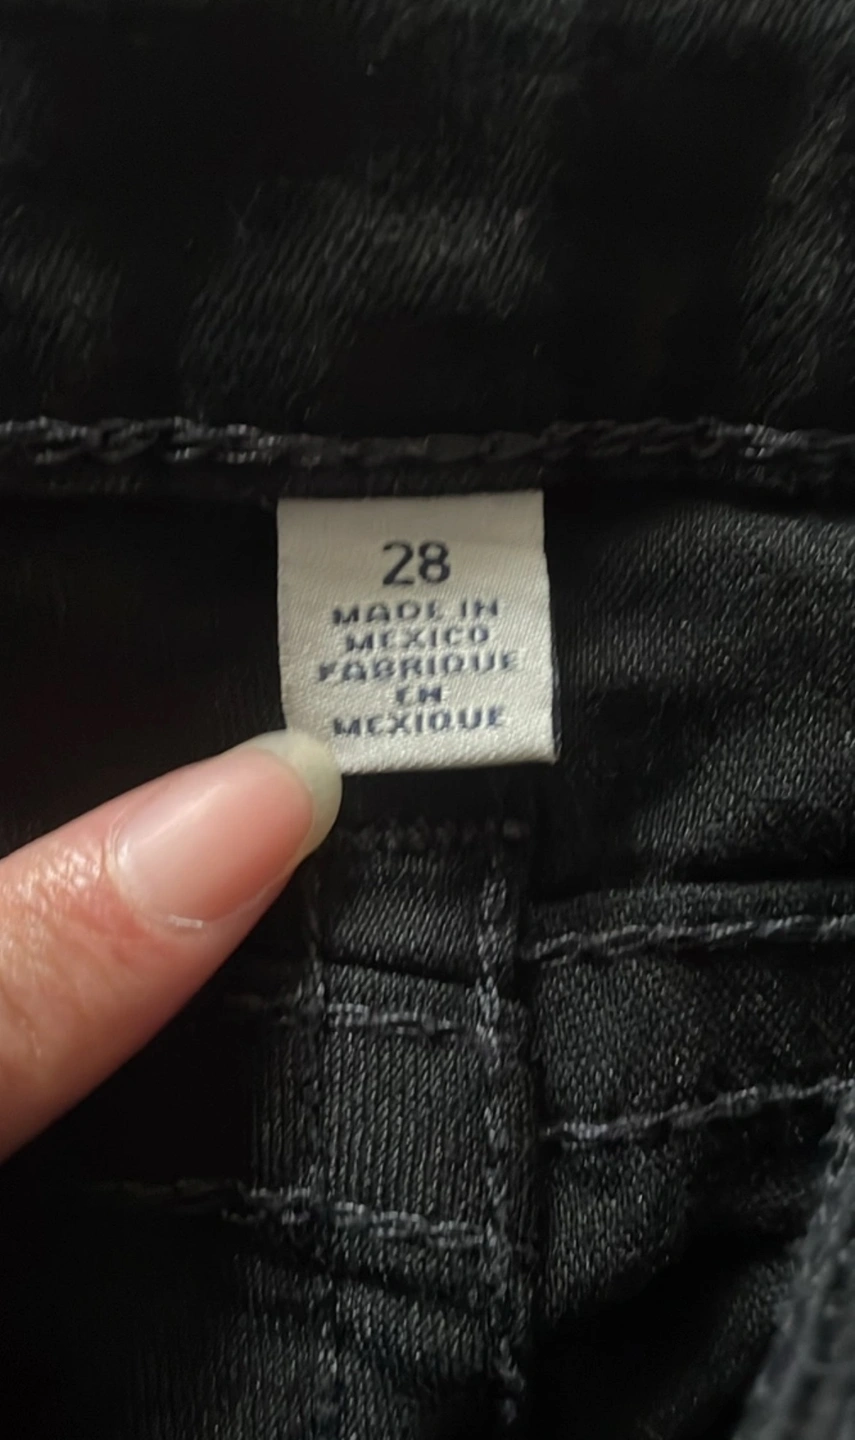 28
MADE IN
MEXICO
FABRIQUE
EN
MEXIQUE